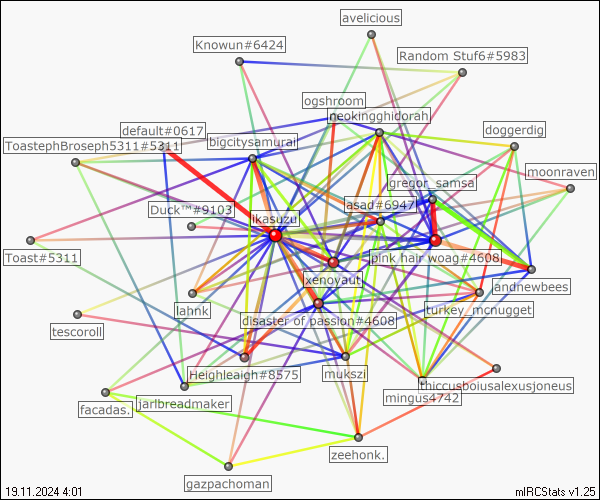 avelicious
Knowun#6424
Random Stuf6#5983
ogshroom
neokingghidorah
default#0617
doggerdig
ToastephBroseph5311#5311
bigcitysamurai
moonraven
gregor_samsa
asad#6947
Duck™#9103
likasuzu
Toast#5311
pink hair woag#4608
xenoyaut
landnewbees
lahnk
turkey_mcnugget
disaster of passion#4608
tescoroll
Heighleaigh#8575
mukszi
thiccusboiusalexusjoneus
mingus4742
jarlbreadmaker
facadas.
zeehonk.
gazpachoman
19.11.2024 4:01
mIRCStats v1.25